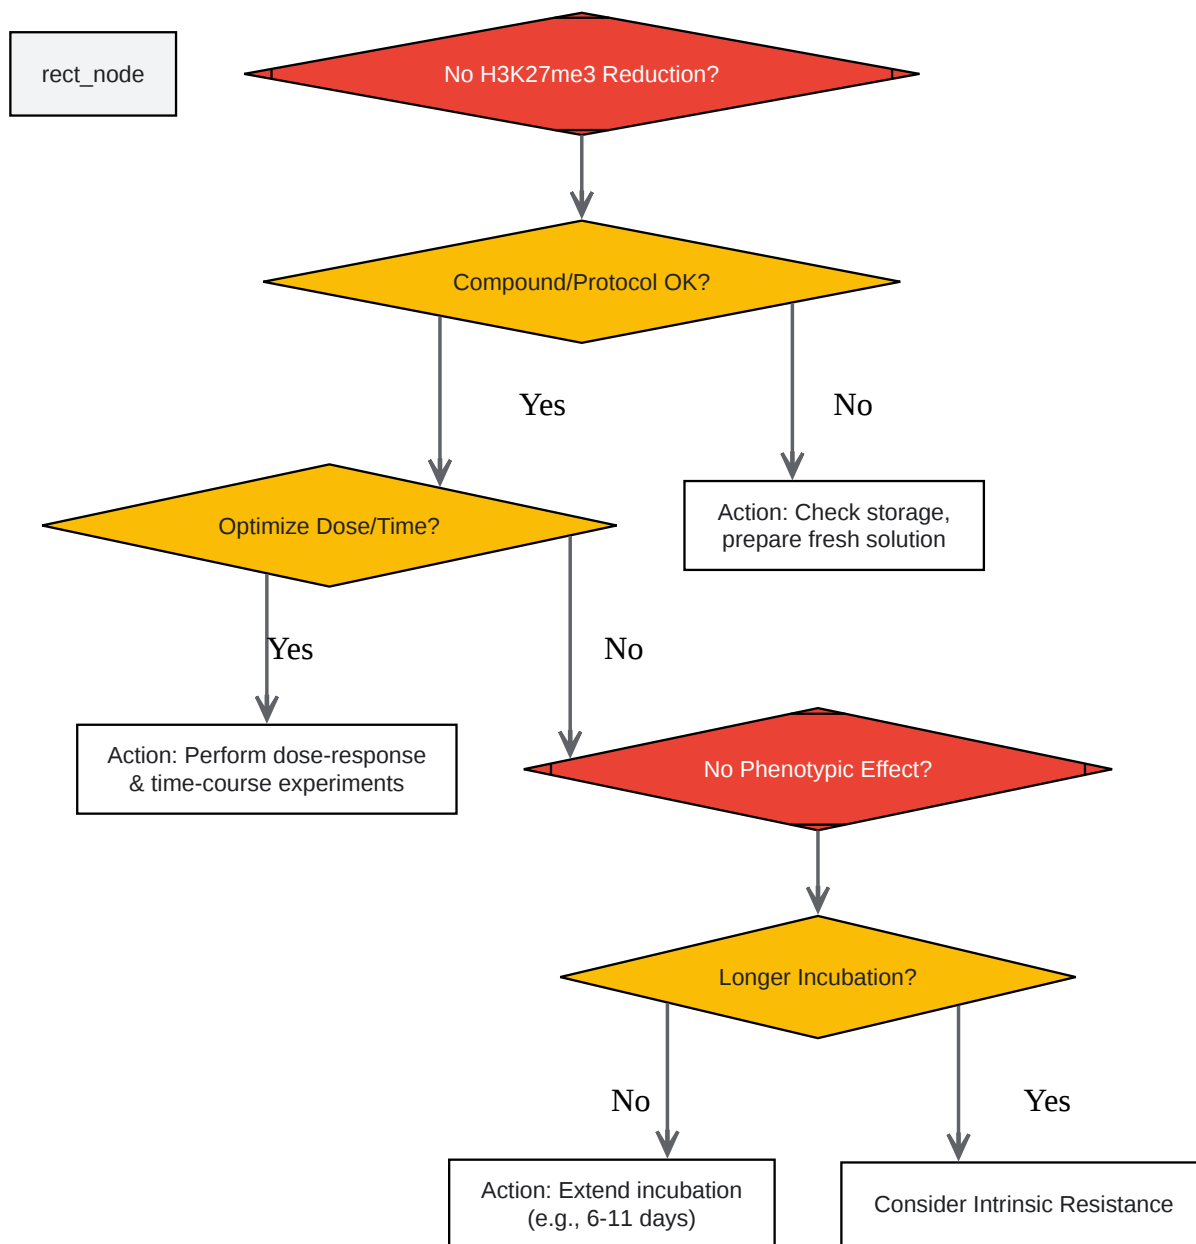 rect_node
No H3K27me3 Reduction?
Compound/Protocol OK?
Yes
No
Optimize Dose/Time?
Action: Check storage,
prepare fresh solution
Yes
No
Action: Perform dose-response
& time-course experiments
No Phenotypic Effect?
Longer Incubation?
No
Yes
Action: Extend incubation
(e.g., 6-11 days)
Consider Intrinsic Resistance